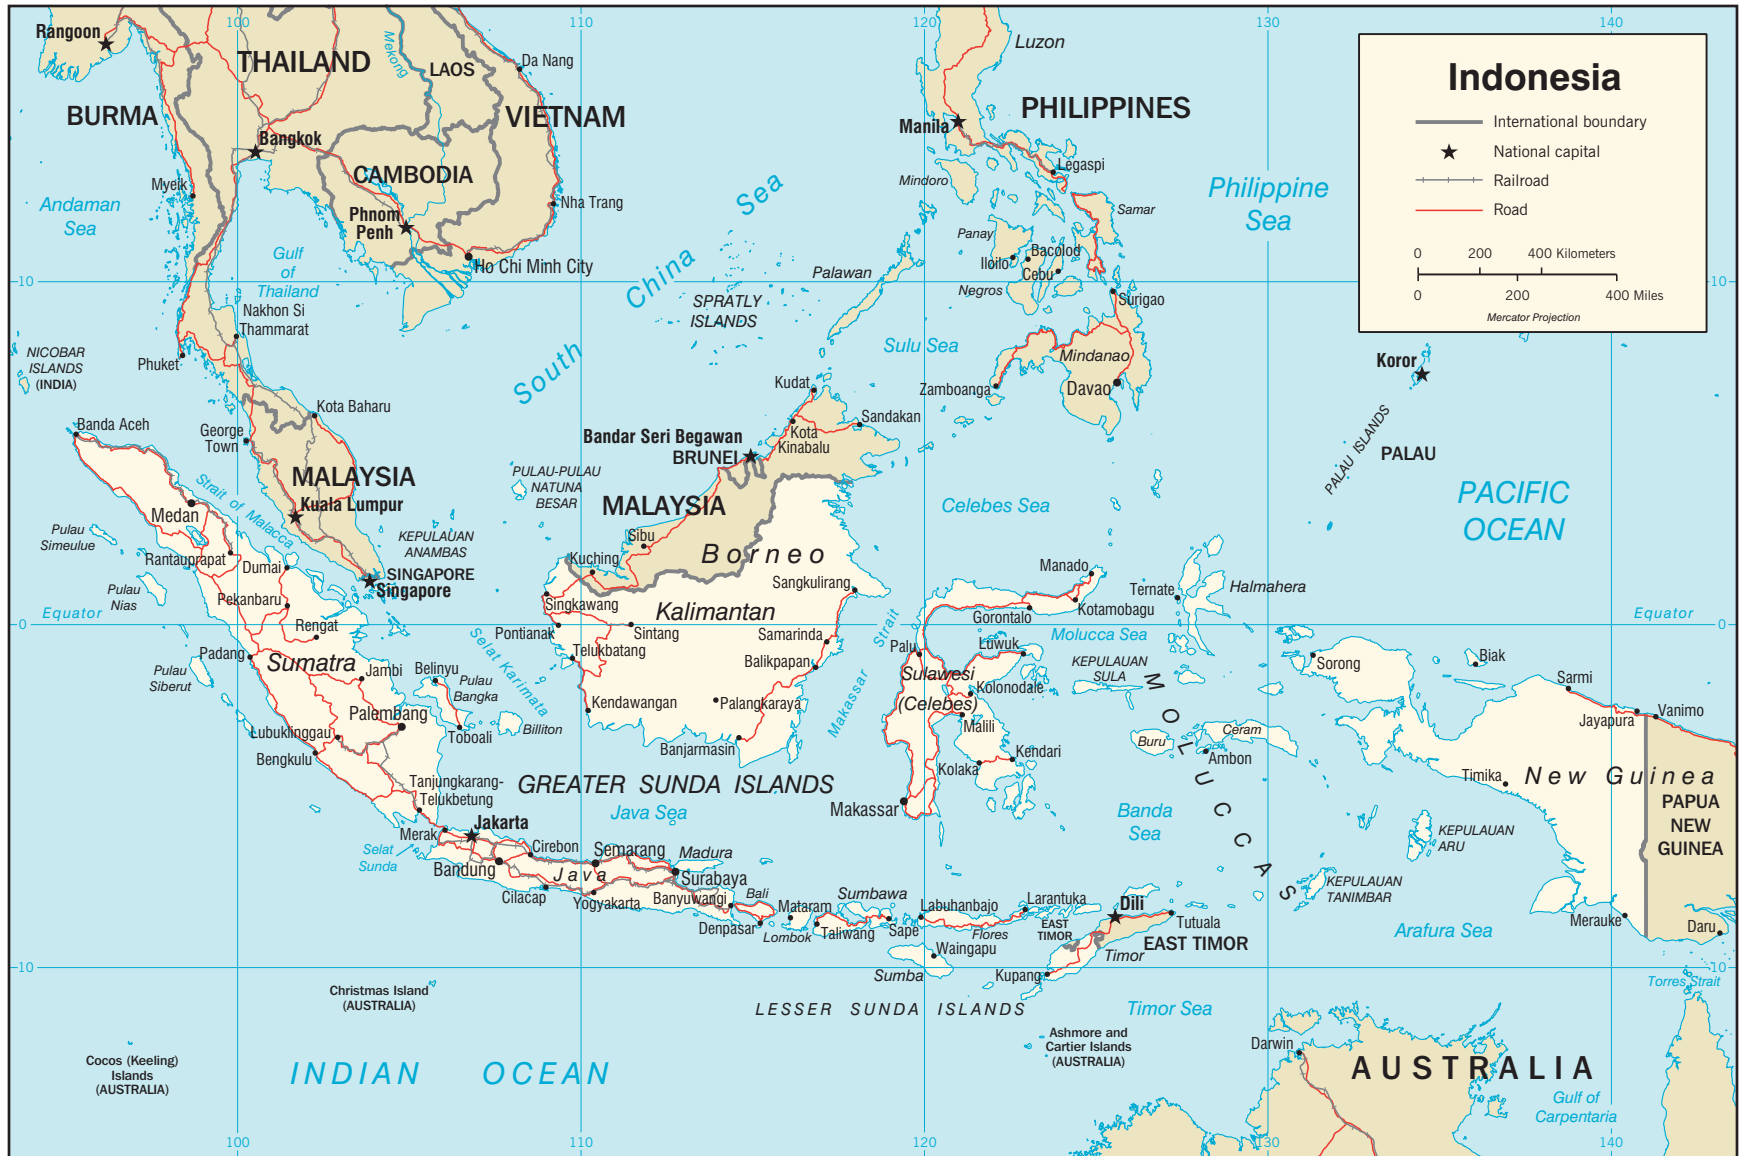 100
110
120
130
140
Rangoon
THAILAND
Mekong
LAOS
Da Nang
Luzon
BURMA
VIETNAM
PHILIPPINES
Manila
Bangkok
Legaspi
CAMBODIA
Myeik
Mindoro
Philippine
Sea
Andaman
Sea
Phnom
Penh
Nha Trang
Samar
Gulf
of
Thailand
Panay
Iloilo
Bacolod
Cebu
Negros
Ho Chi Minh City
South China Sea
Palawan
SPRATLY
ISLANDS
Surigao
10
10
Nakhon Si
Thammarat
Phuket
NICOBAR
ISLANDS
(INDIA)
Sulu Sea
Mindanao
Zamboanga
Davao
Indonesia
International boundary
National capital
Railroad
Road
0 200 400 Kilometers
0 200 400 Miles
Mercator Projection
Koror
PALAU ISLANDS
PALAU
Kudat
Banda Aceh
Kota Baharu
George
Town
Sandakan
Kota
Kinabalu
Bandar Seri Begawan
BRUNEI
MALAYSIA
Kuala Lumpur
Strait of Malacca
PULAU-PULAU
NATUNA
BESAR
MALAYSIA
Celebes Sea
PACIFIC
OCEAN
Medan
Pulau
Simeulue
KEPULAUAN
ANAMBAS
Sibu
Borneo
Rantauprapat
Dumai
Kuching
SINGAPORE
Singapore
Sangkulirang
Manado
Ternate
Halmahera
Pulau
Nias
Pekanbaru
Singkawang
Kalimantan
Gorontalo
Kotamobagu
Equator
Equator
0
0
Rengat
Pontianak
Sintang
Samarinda
Makassar Strait
Molucca Sea
Selat Karimata
Telukbatang
Palu
Luwuk
Padang
Sumatra
Jambi
Belinyu
Pulau
Bangka
Balikpapan
Sulawesi
(Celebes)
KEPULAUAN
SULA
Sorong
Biak
Sarmi
Pulau
Siberut
Kolonodale
Kendawangan
Palangkaraya
Palembang
Toboali
Billiton
Malili
MOLUCCAS
Jayapura
Vanimo
Lubuklinggau
Bengkulu
Banjarmasin
Kendari
Kolaka
Buru
Ceram
Ambon
Timika
New Guinea
Tanjungkarang-
Telukbetung
GREATER SUNDA ISLANDS
Java Sea
Makassar
Banda
Sea
PAPUA
NEW
GUINEA
KEPULAUAN
ARU
Merak
Jakarta
Selat
Sunda
Cirebon
Semarang
Madura
Bandung
Java
Surabaya
Cilacap
Yogyakarta
Banyuwangi
Bali
Denpasar
Mataram
Lombok
Sumbawa
Taliwang
Sape
Labuhanbajo
Larantuka
Flores
EAST
TIMOR
Dili
Tutuala
EAST TIMOR
Timor
KEPULAUAN
TANIMBAR
Merauke
Daru
Arafura Sea
Waingapu
Sumba
Kupang
10
10
Torres Strait
Christmas Island
(AUSTRALIA)
LESSER SUNDA ISLANDS
Timor Sea
Ashmore and
Cartier Islands
(AUSTRALIA)
Darwin
Cocos (Keeling)
Islands
(AUSTRALIA)
INDIAN OCEAN
AUSTRALIA
Gulf of
Carpentaria
100
110
120
130
140